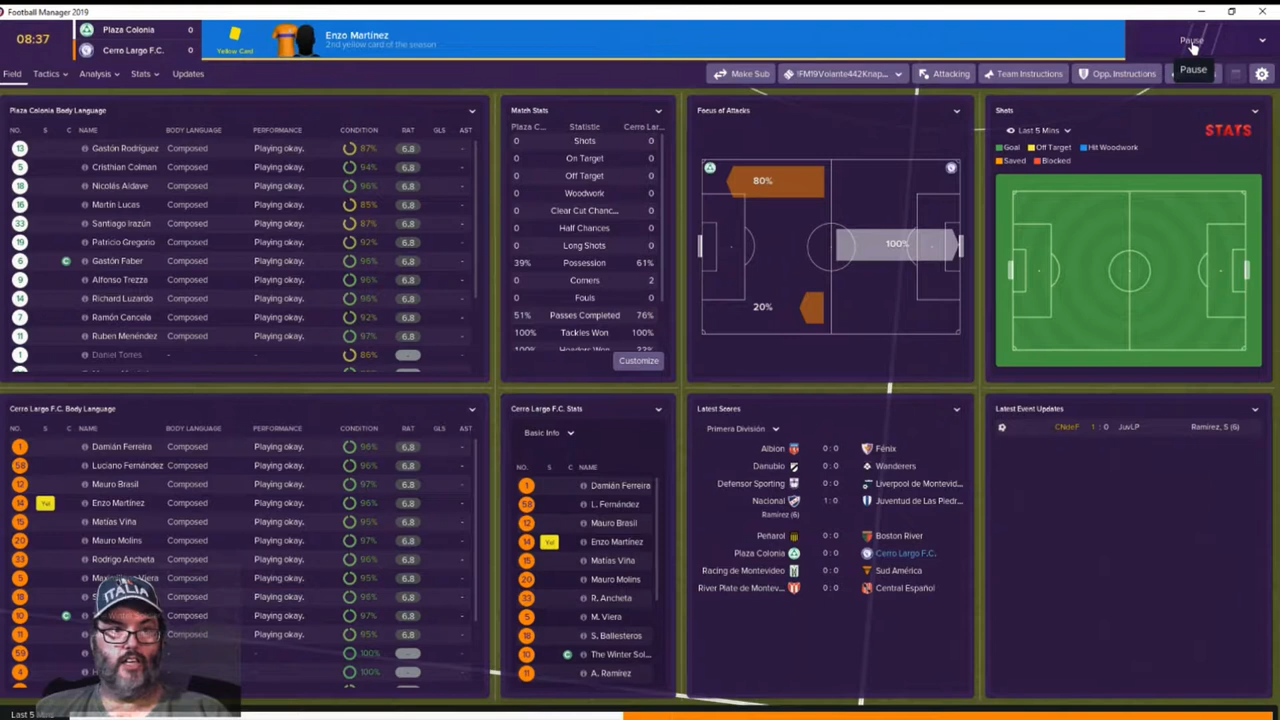 Football Manager 2019
08:37
Plaza Colonia 0
Cerro Largo F.C. 0
Yellow Card
Enzo Martínez
2nd yellow card of the season
Pause
Pause
Field Tactics Analysis Stats Updates
Make Sub !FM19Volante442Knap... Attacking Team Instructions Opp. Instructions
Plaza Colonia Body Language
NO. S C NAME BODY LANGUAGE PERFORMANCE CONDITION RAT GLS AST
13 Gastón Rodríguez Composed Playing okay. 87% 6.8 -
5 Cristhian Colman Composed Playing okay. 94% 6.8 -
18 Nicolás Aldave Composed Playing okay. 96% 6.8 -
16 Martín Lucas Composed Playing okay. 85% 6.8 -
33 Santiago Irazún Composed Playing okay. 87% 6.8 -
19 Patricio Gregorio Composed Playing okay. 92% 6.8 -
6 Gastón Faber Composed Playing okay. 96% 6.8 -
9 Alfonso Trezza Composed Playing okay. 96% 6.8 -
14 Richard Luzardo Composed Playing okay. 96% 6.8 -
7 Ramón Cancela Composed Playing okay. 92% 6.8 -
11 Ruben Menéndez Composed Playing okay. 97% 6.8 -
1 Daniel Torres - - 86% - -
Match Stats
Plaza C... Statistic Cerro Lar...
0 Shots 0
0 On Target 0
0 Off Target 0
0 Woodwork 0
0 Clear Cut Chanc... 0
0 Half Chances 0
0 Long Shots 0
39% Possession 61%
0 Corners 2
0 Fouls 0
51% Passes Completed 76%
100% Tackles Won 100%
Customize
Focus of Attacks
80%
100%
20%
Shots
Last 5 Mins
STATS
Goal Off Target Hit Woodwork
Saved Blocked
Cerro Largo F.C. Body Language
NO. S C NAME BODY LANGUAGE PERFORMANCE CONDITION RAT GLS AST
1 Damián Ferreira Composed Playing okay. 96% 6.8 -
58 Luciano Fernández Composed Playing okay. 96% 6.8 -
12 Mauro Brasil Composed Playing okay. 97% 6.8 -
14 Yel Enzo Martínez Composed Playing okay. 96% 6.8 -
15 Matías Viña Composed Playing okay. 95% 6.8 -
20 Mauro Molins Composed Playing okay. 97% 6.8 -
33 Rodrigo Ancheta Composed Playing okay. 96% 6.8 -
5 Viera Composed Playing okay. 95% 6.8 -
18 Composed Playing okay. 96% 6.8 -
10 C Composed Playing okay. 97% 6.8 -
11 Composed Playing okay. 95% 6.8 -
59 - 100% - -
4 - 100% - -
ITALIA
Cerro Largo F.C. Stats
Basic Info
NO. S C NAME
1 Damián Ferreira
58 L. Fernández
12 Mauro Brasil
14 Yel Enzo Martínez
15 Matías Viña
20 Mauro Molins
33 R. Ancheta
5 M. Viera
18 S. Ballesteros
10 C The Winter Sol...
11 A. Ramírez
Latest Scores
Primera División
Albion 0 : 0 Fénix
Danubio 0 : 0 Wanderers
Defensor Sporting 0 : 0 Liverpool de Montevid...
Nacional 1 : 0 Juventud de Las Piedr...
Ramírez (6)
Peñarol 0 : 0 Boston River
Plaza Colonia 0 : 0 Cerro Largo F.C.
Racing de Montevideo 0 : 0 Sud América
River Plate de Montev... 0 : 0 Central Español
Latest Event Updates
CNdeF 1 : 0 JuvLP Ramírez, S (6)
Last 5